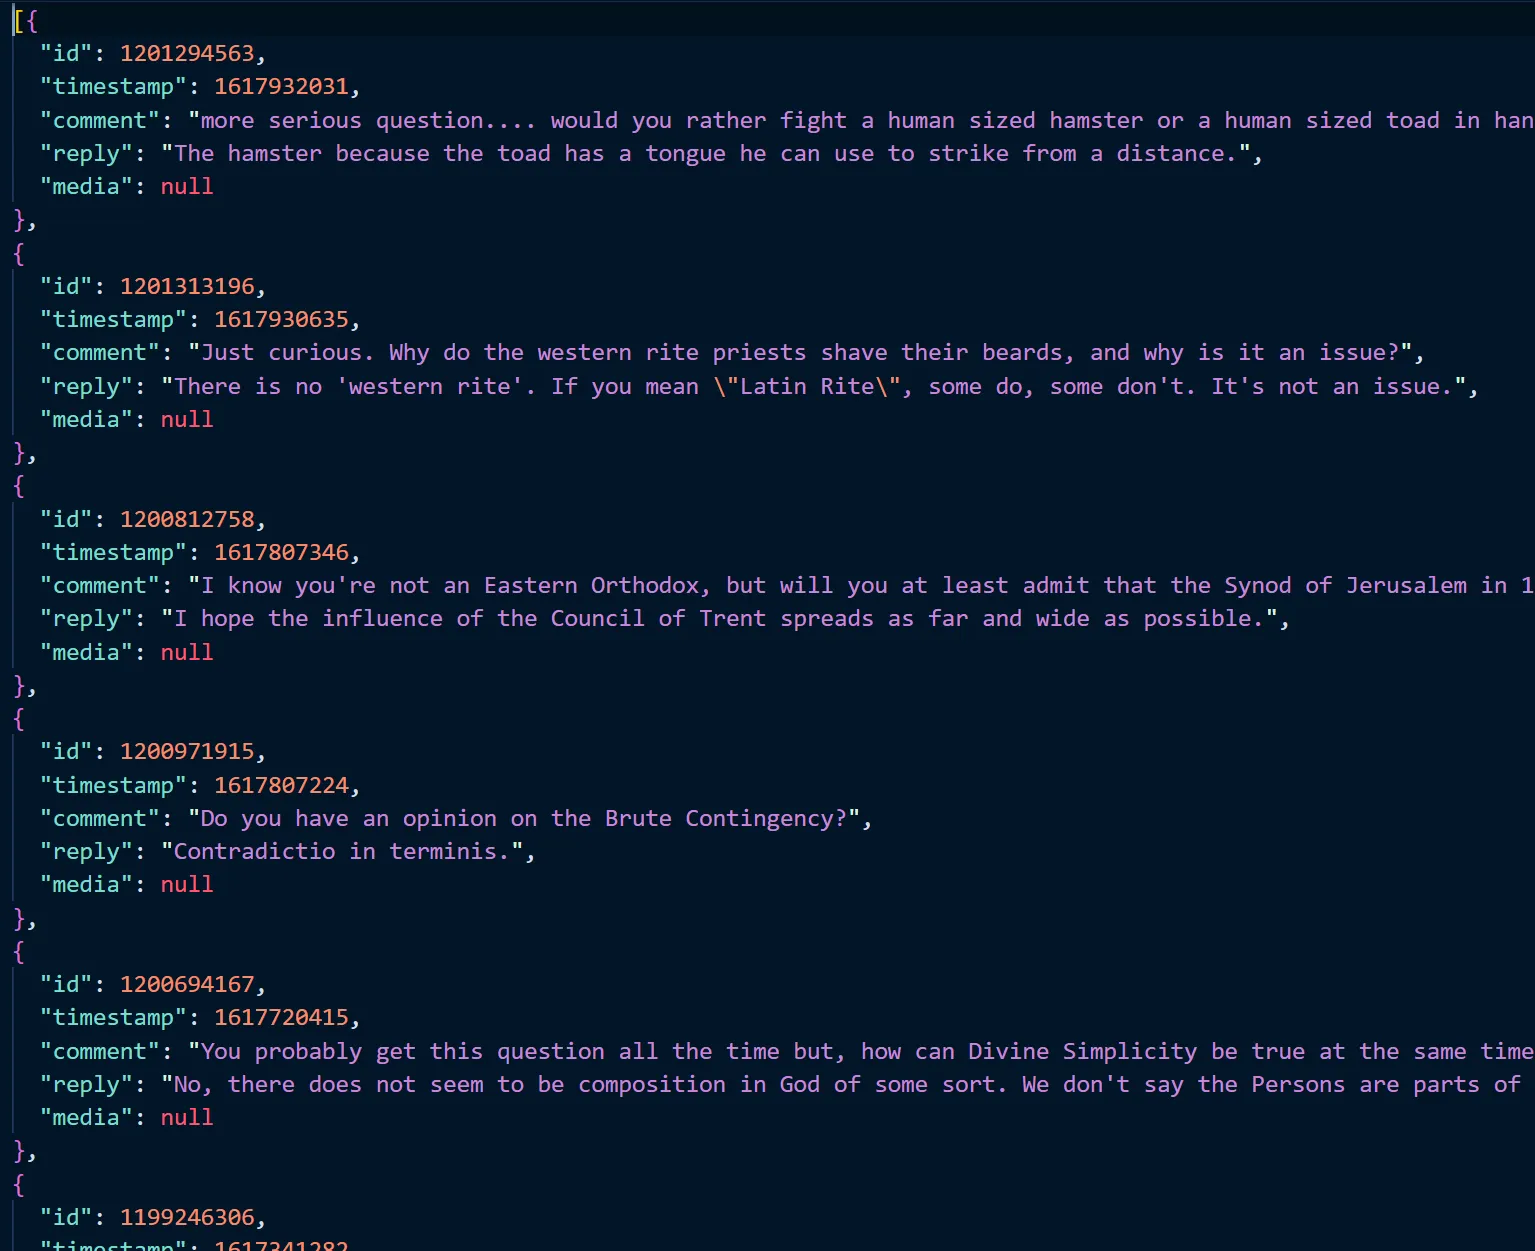 [{
"id": 1201294563,
"timestamp": 1617932031,
"comment": "more serious question.... would you rather fight a human sized hamster or a human sized toad in han
"reply": "The hamster because the toad has a tongue he can use to strike from a distance.",
"media": null
},
{
"id": 1201313196,
"timestamp": 1617930635,
"comment": "Just curious. Why do the western rite priests shave their beards, and why is it an issue?",
"reply": "There is no 'western rite'. If you mean \"Latin Rite\", some do, some don't. It's not an issue.",
"media": null
},
{
"id": 1200812758,
"timestamp": 1617807346,
"comment": "I know you're not an Eastern Orthodox, but will you at least admit that the Synod of Jerusalem in 1
"reply": "I hope the influence of the Council of Trent spreads as far and wide as possible.",
"media": null
},
{
"id": 1200971915,
"timestamp": 1617807224,
"comment": "Do you have an opinion on the Brute Contingency?",
"reply": "Contradictio in terminis.",
"media": null
},
{
"id": 1200694167,
"timestamp": 1617720415,
"comment": "You probably get this question all the time but, how can Divine Simplicity be true at the same time
"reply": "No, there does not seem to be composition in God of some sort. We don't say the Persons are parts of
"media": null
},
{
"id": 1199246306,
"timestamp": 1617341282